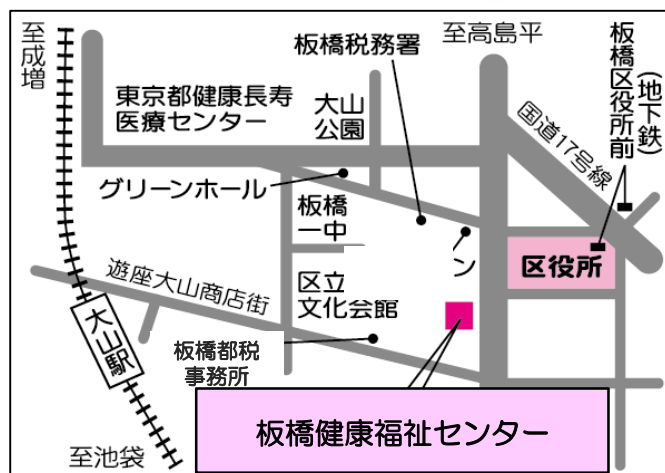 至成増
東京都健康長寿
医療センター
大山
公園
板橋税務署
至高島平
板橋区役所前
(地下鉄)
国道17号線
グリーンホール
板橋
一中
ン
区役所
遊座大山商店街
区立
文化会館
大山駅
板橋都税
事務所
板橋健康福祉センター
至池袋